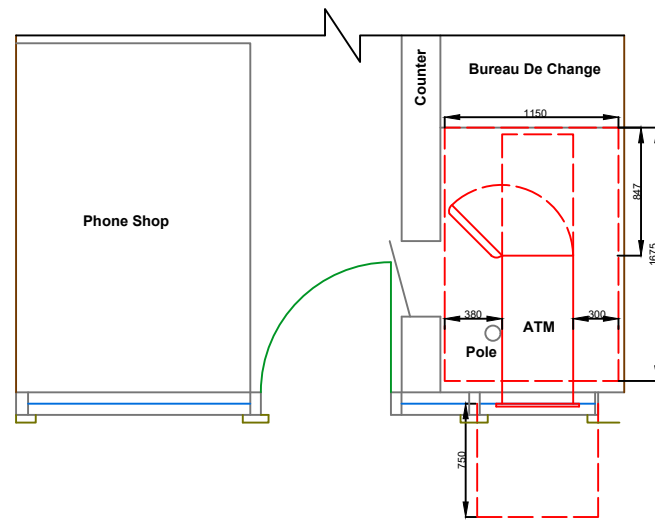 Counter
Bureau De Change
1150
847
1675
Phone Shop
380
ATM
300
Pole
750